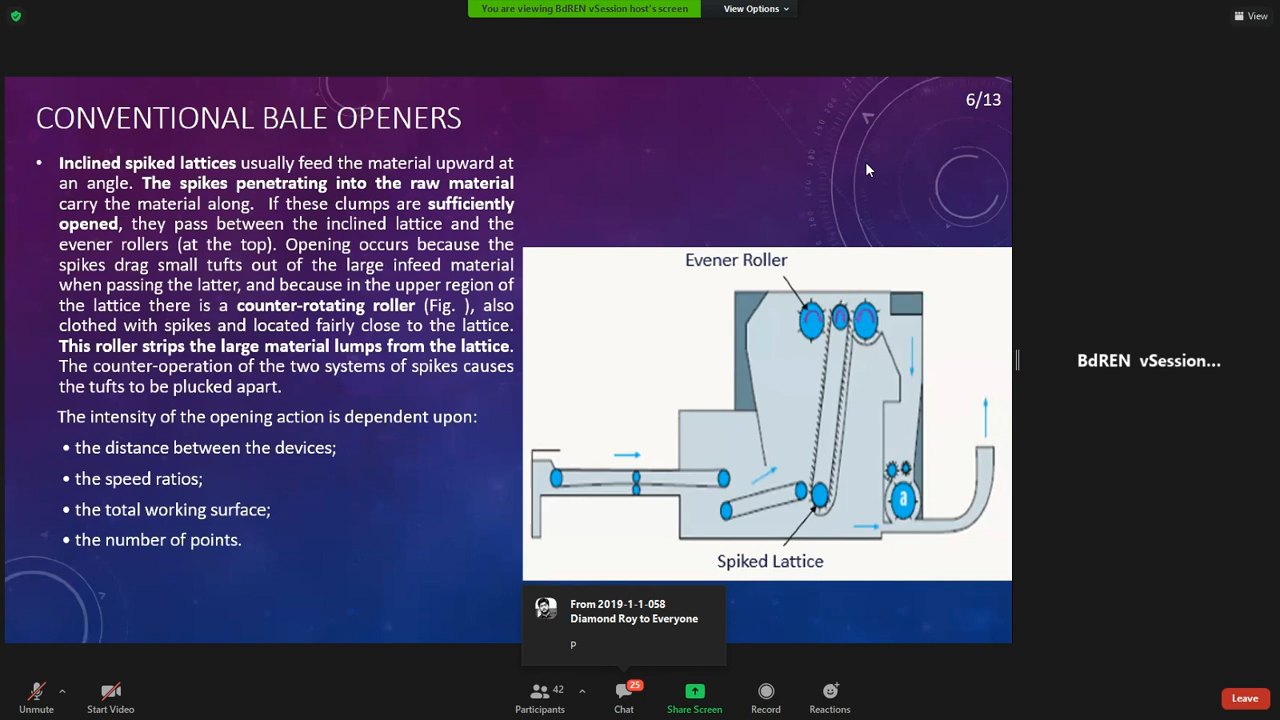 You are viewing BdREN vSession host's screen
View Options
View
6/13
CONVENTIONAL BALE OPENERS
• Inclined spiked lattices usually feed the material upward at
an angle. The spikes penetrating into the raw material
carry the material along. If these clumps are sufficiently
opened, they pass between the inclined lattice and the
evener rollers (at the top). Opening occurs because the
spikes drag small tufts out of the large infeed material
when passing the latter, and because in the upper region of
the lattice there is a counter-rotating roller (Fig. ), also
clothed with spikes and located fairly close to the lattice.
This roller strips the large material lumps from the lattice.
The counter-operation of the two systems of spikes causes
the tufts to be plucked apart.
The intensity of the opening action is dependent upon:
• the distance between the devices;
• the speed ratios;
• the total working surface;
• the number of points.
Evener Roller
a
Spiked Lattice
BdREN vSession...
From 2019-1-1-058
Diamond Roy to Everyone
P
Unmute
Start Video
42
Participants
25
Chat
Share Screen
Record
Reactions
Leave